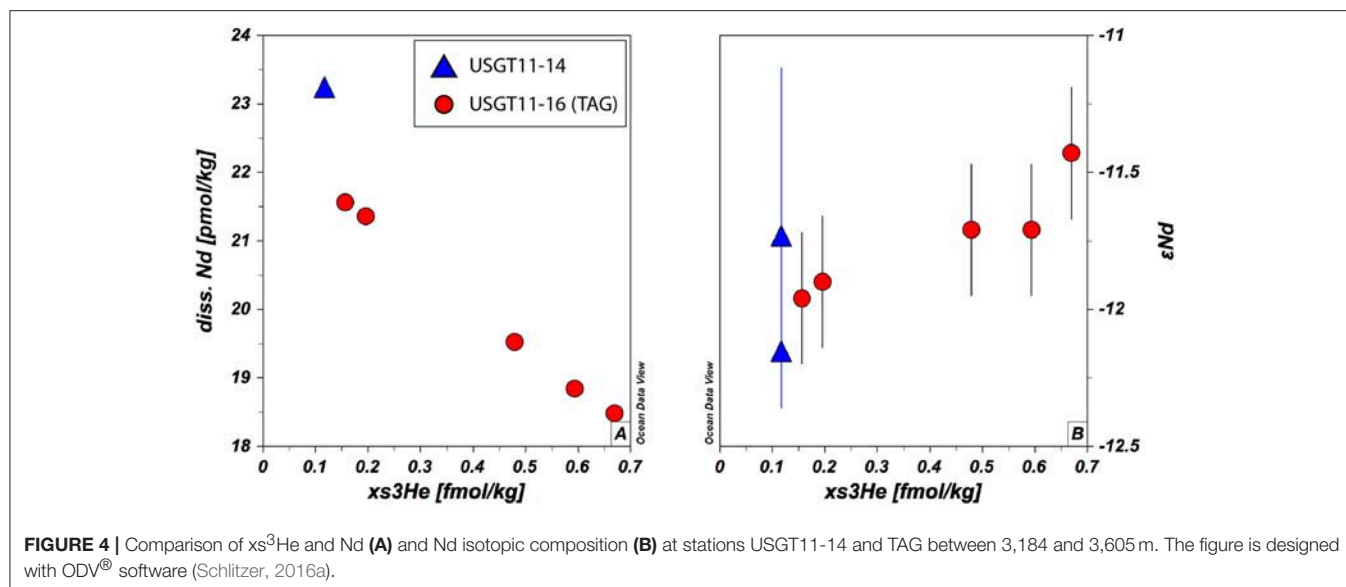 24
23
22
21
20
19
18
diss. Nd [pmol/kg]
USGT11-14
USGT11-16 (TAG)
A
Ocean Data View
0 0.1 0.2 0.3 0.4 0.5 0.6 0.7
xs3He [fmol/kg]
-11
-11.5
-12
-12.5
εNd
B
Ocean Data View
0 0.1 0.2 0.3 0.4 0.5 0.6 0.7
xs3He [fmol/kg]
FIGURE 4 | Comparison of xs³He and Nd (A) and Nd isotopic composition (B) at stations USGT11-14 and TAG between 3,184 and 3,605 m. The figure is designed
with ODV® software (Schlitzer, 2016a).